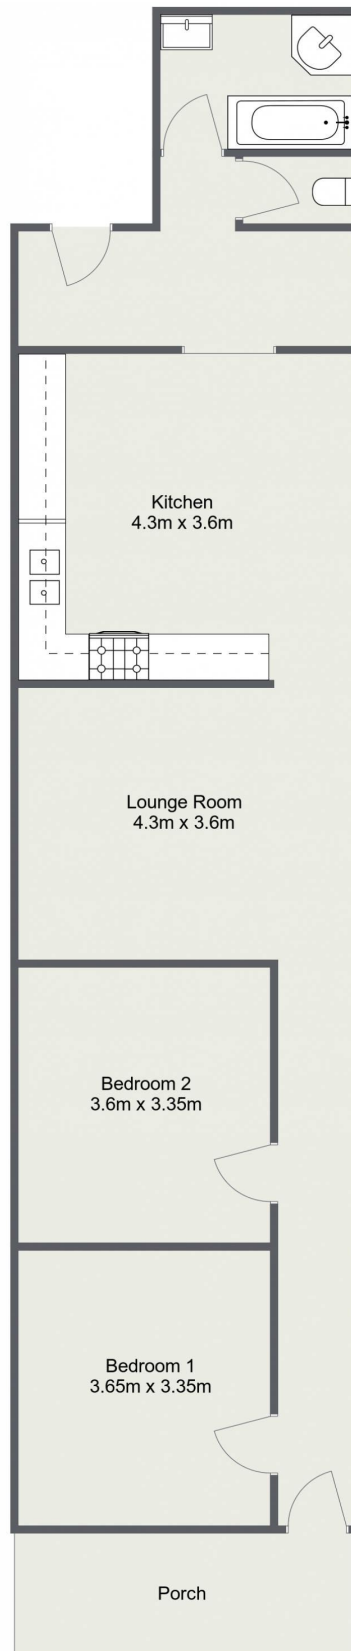 Kitchen
4.3m x 3.6m
Lounge Room
4.3m x 3.6m
Bedroom 2
3.6m x 3.35m
Bedroom 1
3.65m x 3.35m
Porch